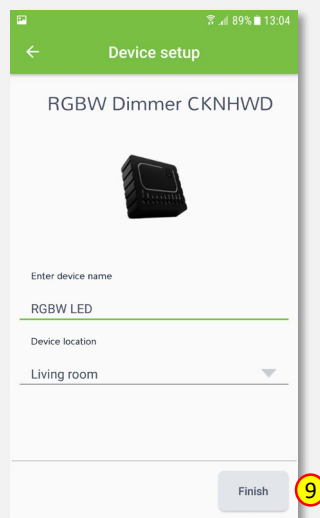 89% 13:04
Device setup
RGBW Dimmer CKNHWD
Enter device name
RGBW LED
Device location
Living room
Finish
9